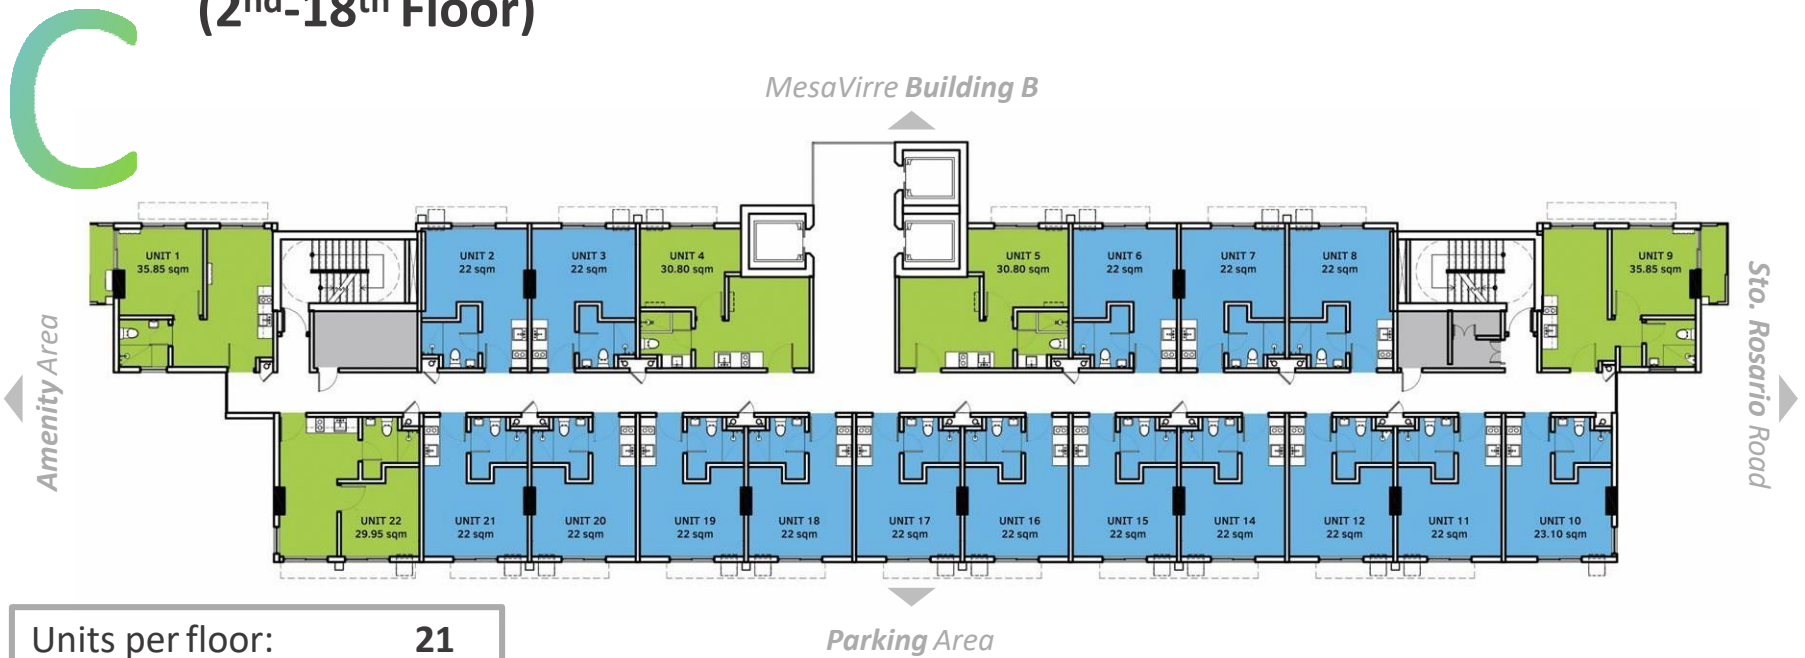 (2nd-18th Floor)
C
MesaVirre Building B
UNIT 1
35.85 sqm
UNIT 2
22 sqm
UNIT 3
22 sqm
UNIT 4
30.80 sqm
UNIT 5
30.80 sqm
UNIT 6
22 sqm
UNIT 7
22 sqm
UNIT 8
22 sqm
UNIT 9
35.85 sqm
Amenity Area
Sto. Rosario Road
UNIT 22
29.95 sqm
UNIT 21
22 sqm
UNIT 20
22 sqm
UNIT 19
22 sqm
UNIT 18
22 sqm
UNIT 17
22 sqm
UNIT 16
22 sqm
UNIT 15
22 sqm
UNIT 14
22 sqm
UNIT 12
22 sqm
UNIT 11
22 sqm
UNIT 10
23.10 sqm
Parking Area
Units per floor: 21